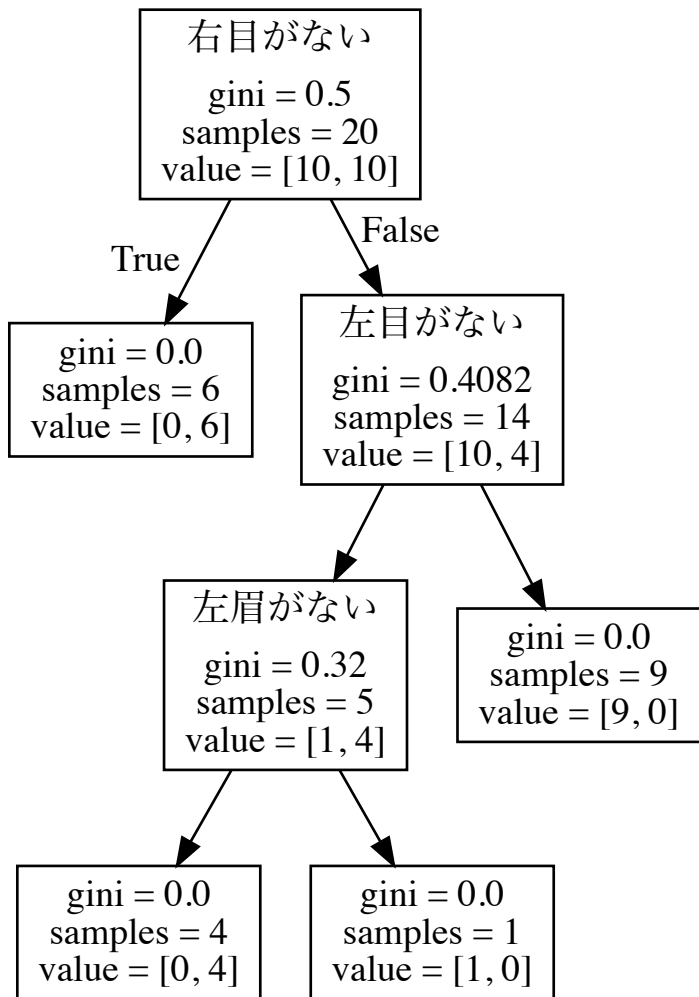 右目がない
gini = 0.5
samples = 20
value = [10, 10]
True
False
gini = 0.0
samples = 6
value = [0, 6]
左目がない
gini = 0.4082
samples = 14
value = [10, 4]
左眉がない
gini = 0.32
samples = 5
value = [1, 4]
gini = 0.0
samples = 9
value = [9, 0]
gini = 0.0
samples = 4
value = [0, 4]
gini = 0.0
samples = 1
value = [1, 0]